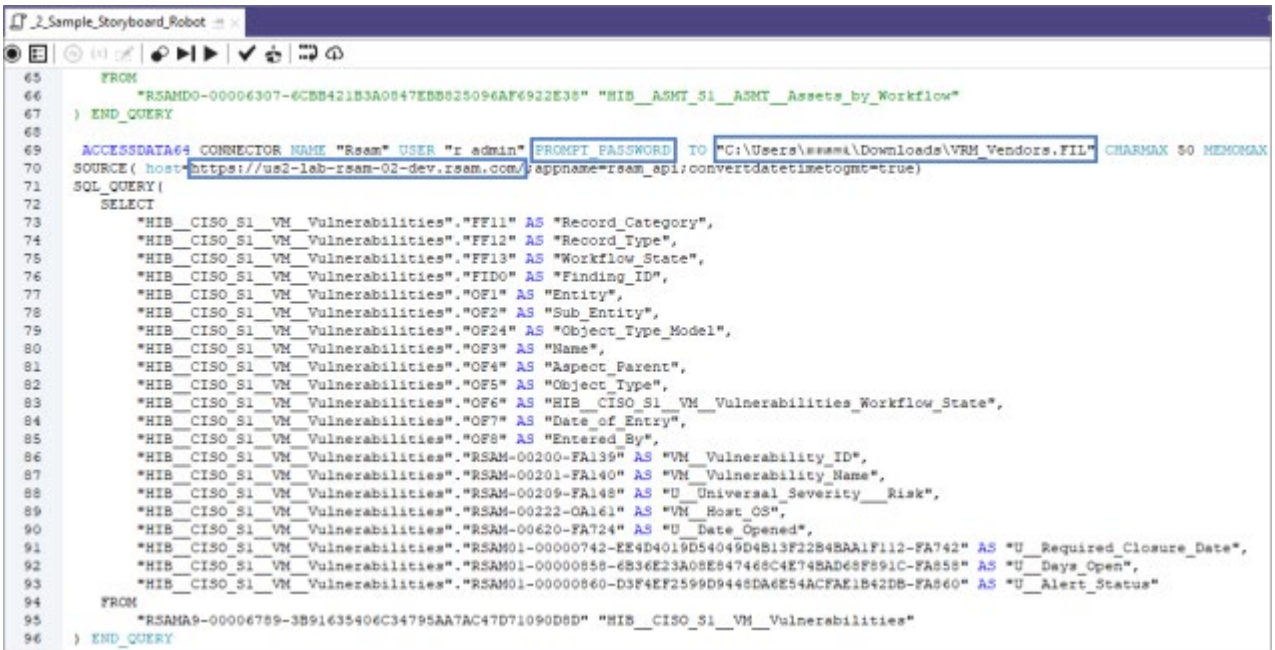 _2_Sample_Storyboard_Robot
65 FROM
66 "RSAMD0-00006307-6CBB421B3A0847EBB825096AF6922E38" "HIB__ASMT_S1__ASMT__Assets_by_Workflow"
67 ) END_QUERY
68
69 ACCESSDATA64 CONNECTOR NAME "Rsam" USER "r_admin" PROMPT_PASSWORD TO "C:\Users\\Downloads\VRM_Vendors.FIL" CHARMAX 50 MEMOMAX
70 SOURCE( host=https://us2-lab-rsam-02-dev.rsam.com/;appname=rsam_api;convertdatetimetogmt=true)
71 SQL_QUERY(
72 SELECT
73 "HIB__CISO_S1__VM__Vulnerabilities"."FF11" AS "Record_Category",
74 "HIB__CISO_S1__VM__Vulnerabilities"."FF12" AS "Record_Type",
75 "HIB__CISO_S1__VM__Vulnerabilities"."FF13" AS "Workflow_State",
76 "HIB__CISO_S1__VM__Vulnerabilities"."FID0" AS "Finding_ID",
77 "HIB__CISO_S1__VM__Vulnerabilities"."OF1" AS "Entity",
78 "HIB__CISO_S1__VM__Vulnerabilities"."OF2" AS "Sub_Entity",
79 "HIB__CISO_S1__VM__Vulnerabilities"."OF24" AS "Object_Type_Model",
80 "HIB__CISO_S1__VM__Vulnerabilities"."OF3" AS "Name",
81 "HIB__CISO_S1__VM__Vulnerabilities"."OF4" AS "Aspect_Parent",
82 "HIB__CISO_S1__VM__Vulnerabilities"."OF5" AS "Object_Type",
83 "HIB__CISO_S1__VM__Vulnerabilities"."OF6" AS "HIB__CISO_S1__VM__Vulnerabilities_Workflow_State",
84 "HIB__CISO_S1__VM__Vulnerabilities"."OF7" AS "Date_of_Entry",
85 "HIB__CISO_S1__VM__Vulnerabilities"."OF8" AS "Entered_By",
86 "HIB__CISO_S1__VM__Vulnerabilities"."RSAM-00200-FA139" AS "VM__Vulnerability_ID",
87 "HIB__CISO_S1__VM__Vulnerabilities"."RSAM-00201-FA140" AS "VM__Vulnerability_Name",
88 "HIB__CISO_S1__VM__Vulnerabilities"."RSAM-00209-FA148" AS "U__Universal_Severity___Risk",
89 "HIB__CISO_S1__VM__Vulnerabilities"."RSAM-00222-OA161" AS "VM__Host_OS",
90 "HIB__CISO_S1__VM__Vulnerabilities"."RSAM-00620-FA724" AS "U__Date_Opened",
91 "HIB__CISO_S1__VM__Vulnerabilities"."RSAM01-00000742-EE4D4019D54049D4B13F22B4BAA1F112-FA742" AS "U__Required_Closure_Date",
92 "HIB__CISO_S1__VM__Vulnerabilities"."RSAM01-00000858-6B36E23A08E847468C4E74BAD68F891C-FA858" AS "U__Days_Open",
93 "HIB__CISO_S1__VM__Vulnerabilities"."RSAM01-00000860-D3F4EF2599D9448DA6E54ACFAE1B42DB-FA860" AS "U__Alert_Status"
94 FROM
95 "RSAMA9-00006789-3B91635406C34795AA7AC47D71090D8D" "HIB__CISO_S1__VM__Vulnerabilities"
96 ) END_QUERY